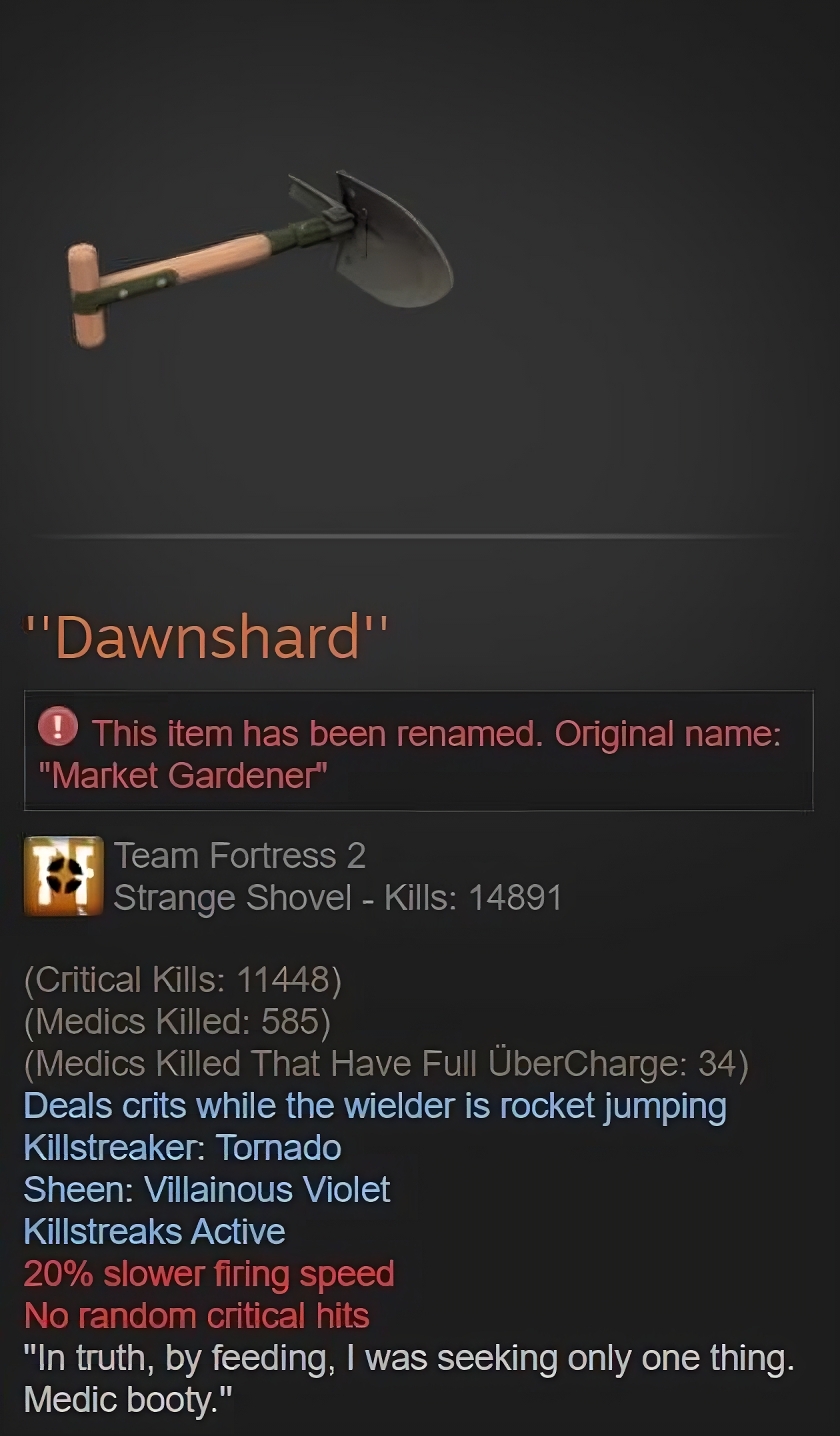 ''Dawnshard''
This item has been renamed. Original name:
"Market Gardener"
Team Fortress 2
Strange Shovel - Kills: 14891
(Critical Kills: 11448)
(Medics Killed: 585)
(Medics Killed That Have Full ÜberCharge: 34)
Deals crits while the wielder is rocket jumping
Killstreaker: Tornado
Sheen: Villainous Violet
Killstreaks Active
20% slower firing speed
No random critical hits
"In truth, by feeding, I was seeking only one thing.
Medic booty."